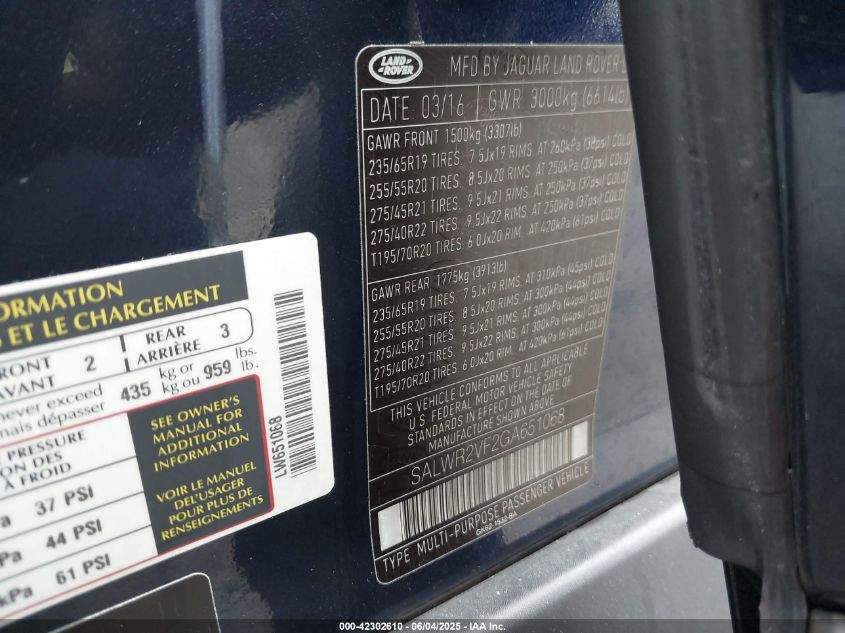 LAND
ROVER
MFD BY JAGUAR LAND ROVER
DATE 03/16 GWR 3000kg (6614lb)
GAWR FRONT 1500kg (3307lb)
235/65R19 TIRES. 7 5Jx19 RIMS. AT 260kPa (38psi) COLD
255/55R20 TIRES. 8 5Jx20 RIMS. AT 250kPa (37psi) COLD
275/45R21 TIRES. 9 5Jx21 RIMS. AT 250kPa (37psi) COLD
275/40R22 TIRES. 9 5Jx22 RIMS. AT 250kPa (37psi) COLD
T195/70R20 TIRES. 6 0Jx20 RIM. AT 420kPa (61psi) COLD
GAWR REAR 1775kg (3913lb)
235/65R19 TIRES. 7 5Jx19 RIMS. AT 310kPa (45psi) COLD
255/55R20 TIRES. 8 5Jx20 RIMS. AT 300kPa (44psi) COLD
275/45R21 TIRES. 9 5Jx21 RIMS. AT 300kPa (44psi) COLD
275/40R22 TIRES. 9 5Jx22 RIMS. AT 300kPa (44psi) COLD
T195/70R20 TIRES. 6 0Jx20 RIM. AT 420kPa (61psi) COLD
THIS VEHICLE CONFORMS TO ALL APPLICABLE
U.S. FEDERAL MOTOR VEHICLE SAFETY
STANDARDS IN EFFECT ON THE DATE OF
MANUFACTURE SHOWN ABOVE.
SALWR2VF2GA651068
TYPE MULTI-PURPOSE PASSENGER VEHICLE
ORMATION
ET LE CHARGEMENT
FRONT
AVANT 2 REAR
ARRIÈRE 3
never exceed
mais dépasser 435 kg or
kg ou 959 lbs.
lb.
PRESSURE
ON DES
À FROID
37 PSI
44 PSI
kPa 61 PSI
SEE OWNER'S
MANUAL FOR
ADDITIONAL
INFORMATION
VOIR LE MANUEL
DE L'USAGER
POUR PLUS DE
RENSEIGNEMENTS
LW651068
000-42302610 - 06/04/2025 - IAA Inc.